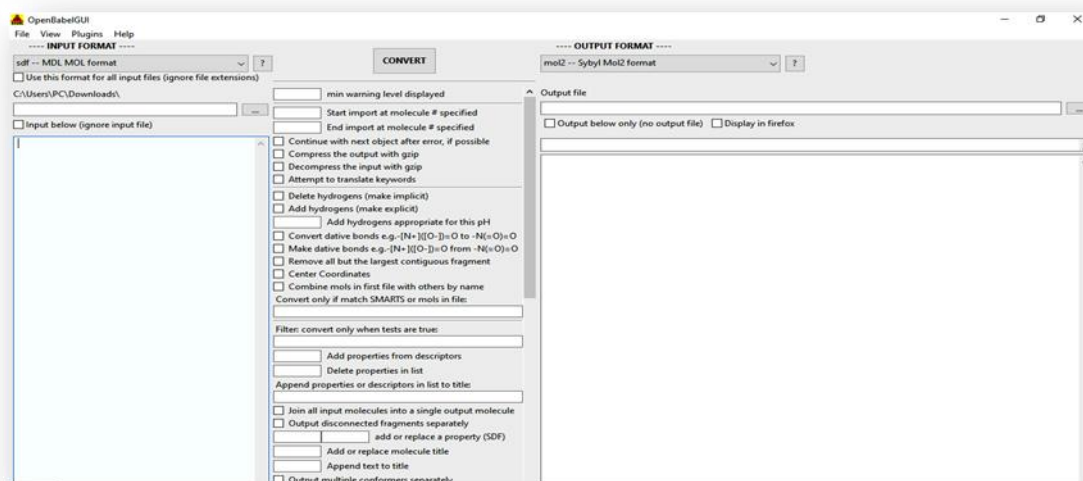 OpenBabelGUI
File View Plugins Help
---- INPUT FORMAT ----
sdf -- MDL MOL format
?
Use this format for all input files (ignore file extensions)
C:\Users\PC\Downloads\
...
Input below (ignore input file)
CONVERT
min warning level displayed
Start import at molecule # specified
End import at molecule # specified
Continue with next object after error, if possible
Compress the output with gzip
Decompress the input with gzip
Attempt to translate keywords
Delete hydrogens (make implicit)
Add hydrogens (make explicit)
Add hydrogens appropriate for this pH
Convert dative bonds e.g.-[N+]([O-])=O to -N(=O)=O
Make dative bonds e.g.-[N+]([O-])=O from -N(=O)=O
Remove all but the largest contiguous fragment
Center Coordinates
Combine mols in first file with others by name
Convert only if match SMARTS or mols in file:
Filter: convert only when tests are true:
Add properties from descriptors
Delete properties in list
Append properties or descriptors in list to title:
Join all input molecules into a single output molecule
Output disconnected fragments separately
add or replace a property (SDF)
Add or replace molecule title
Append text to title
Output multiple conformers separately
---- OUTPUT FORMAT ----
mol2 -- Sybyl Mol2 format
?
Output file
...
Output below only (no output file) Display in firefox